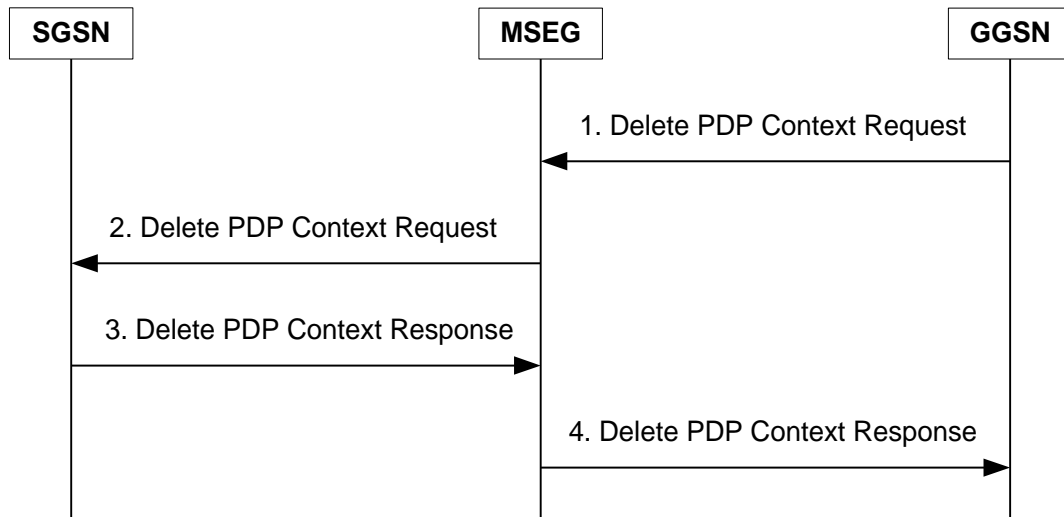 SGSN
MSEG
GGSN
1. Delete PDP Context Request
2. Delete PDP Context Request
3. Delete PDP Context Response
4. Delete PDP Context Response